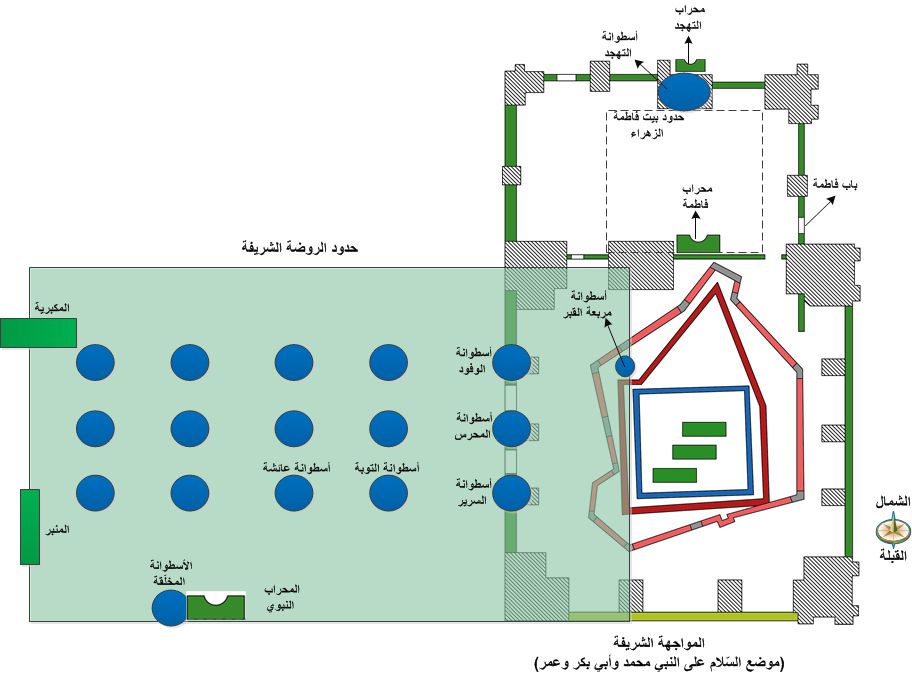 محراب
التهجد
أسطوانة
التهجد
حدود بيت فاطمة
الزهراء
باب فاطمة
محراب
فاطمة
حدود الروضة الشريفة
المكبرية
أسطوانة
مربعة القبر
أسطوانة
الوفود
أسطوانة
المحرس
أسطوانة عائشة
أسطوانة التوبة
أسطوانة
السرير
المنبر
الشمال
القبلة
الأسطوانة
المخلّقة
المحراب
النبوي
المواجهة الشريفة
(موضع السّلام على النبي محمد وأبي بكر وعمر)